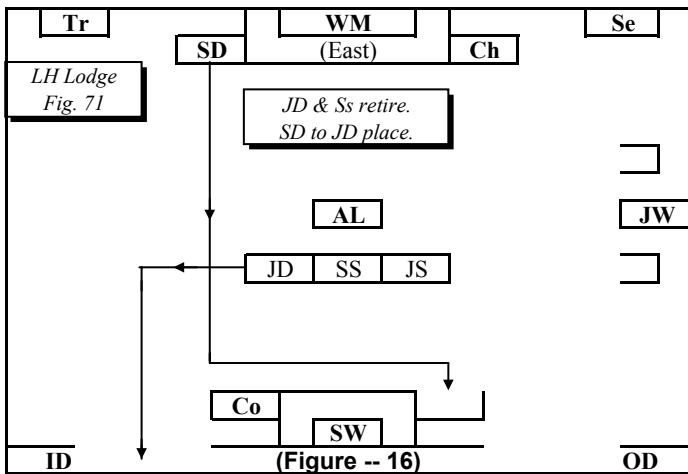 Tr WM Se
SD (East) Ch
LH Lodge
Fig. 71
JD & Ss retire.
SD to JD place.
AL JW
JD SS JS
Co
SW
ID (Figure -- 16) OD